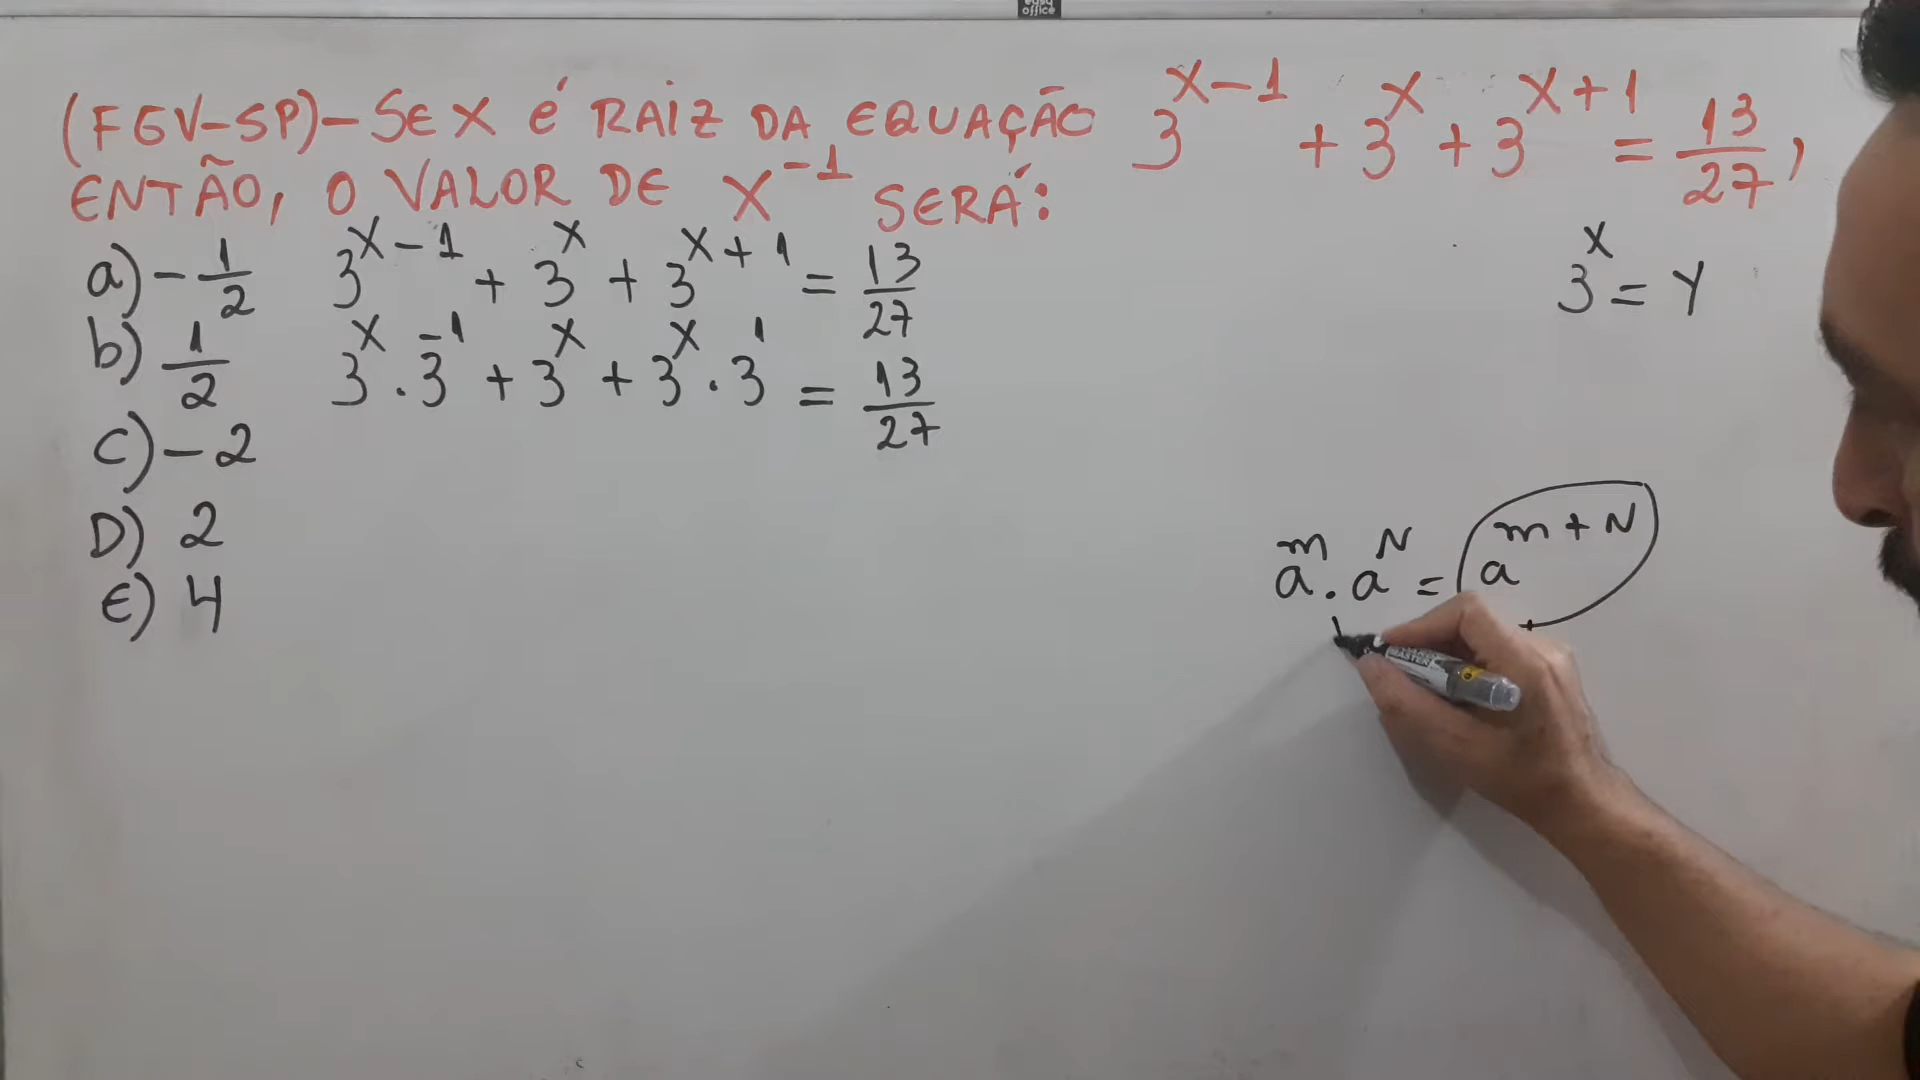 easy
office
(FGV-SP)-SE X É RAIZ DA EQUAÇÃO 3^{x-1} + 3^x + 3^{x+1} = 13/27,
ENTÃO, O VALOR DE X^{-1} SERÁ:
a) -1/2
b) 1/2
C) -2
D) 2
E) 4
3^{x-1} + 3^x + 3^{x+1} = 13/27
3^x . 3^{-1} + 3^x + 3^x . 3^1 = 13/27
3^x = Y
a^m . a^N = a^{m+N}